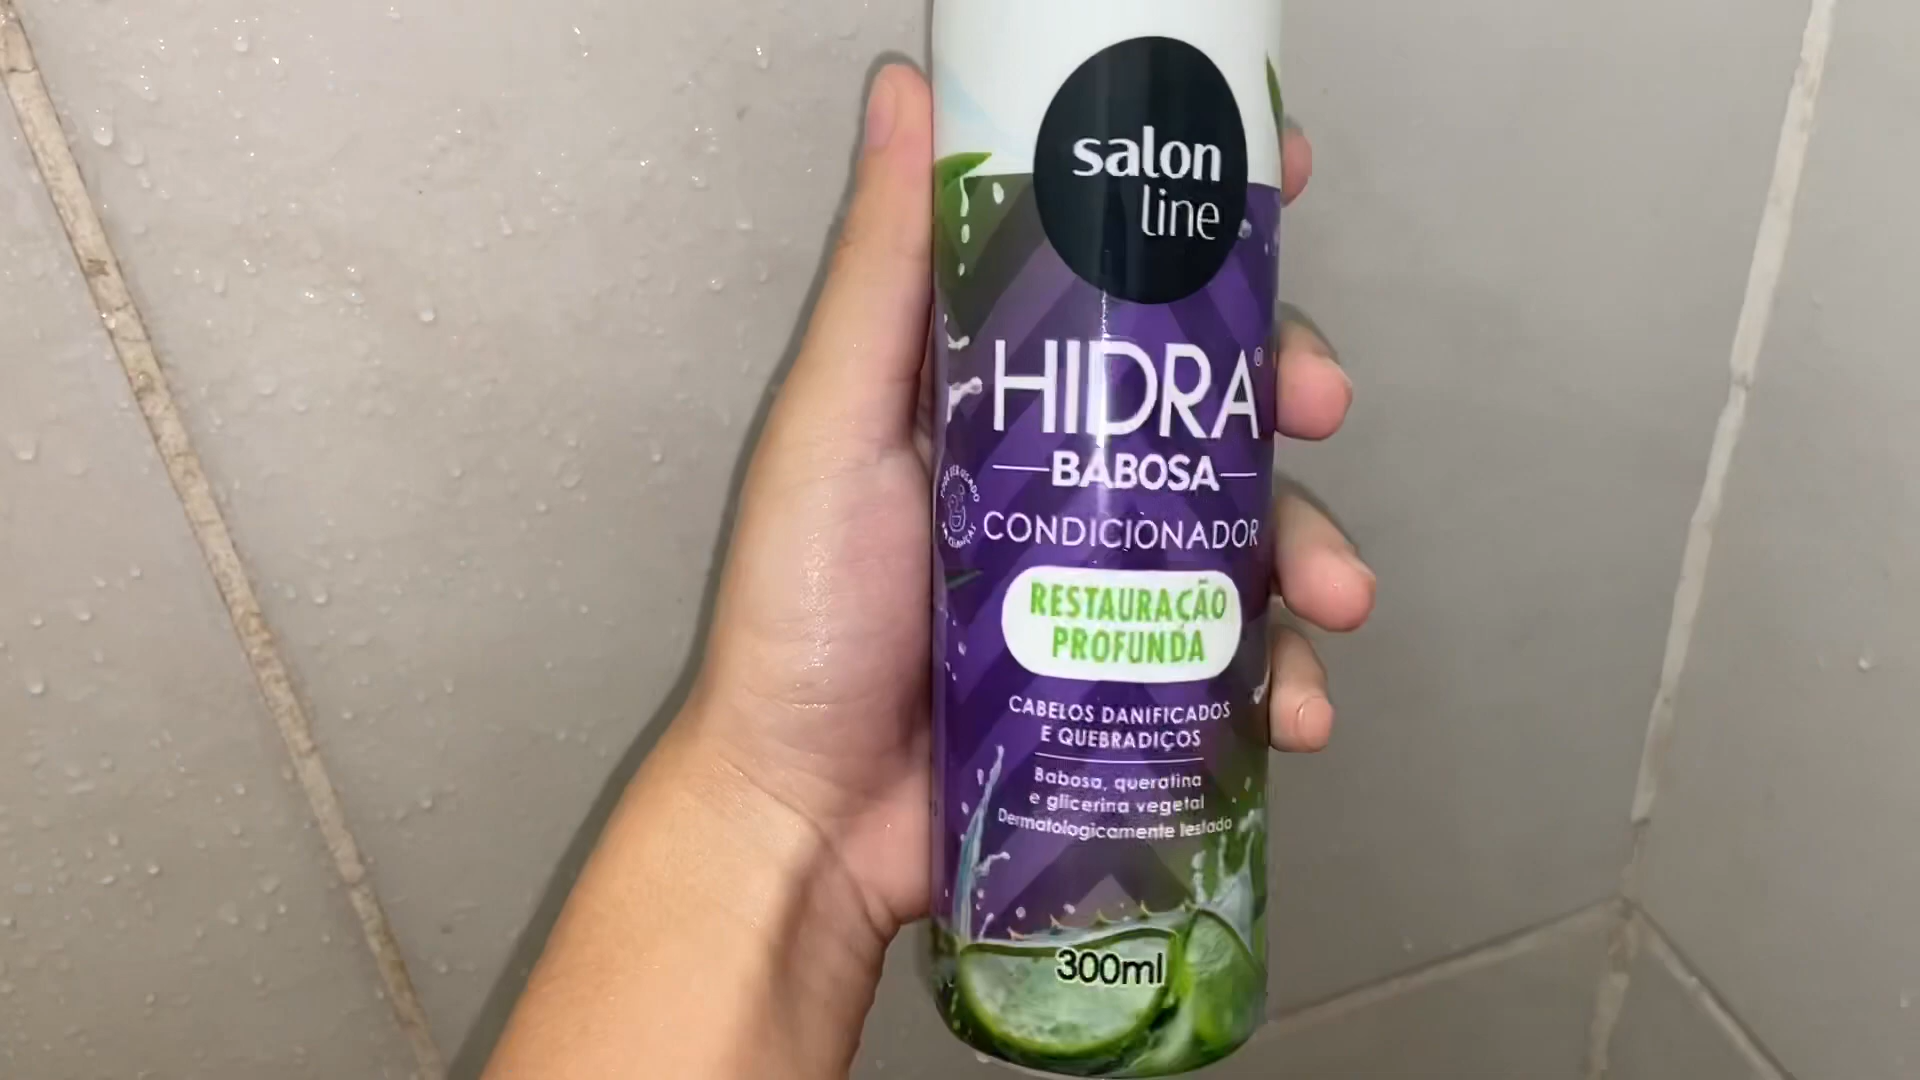 salon
line
HIDRA®
BABOSA
CONDICIONADOR
RESTAURAÇÃO
PROFUNDA
CABELOS DANIFICADOS
E QUEBRADIÇOS
Babosa, queratina
e glicerina vegetal
Dermatologicamente testado
300ml